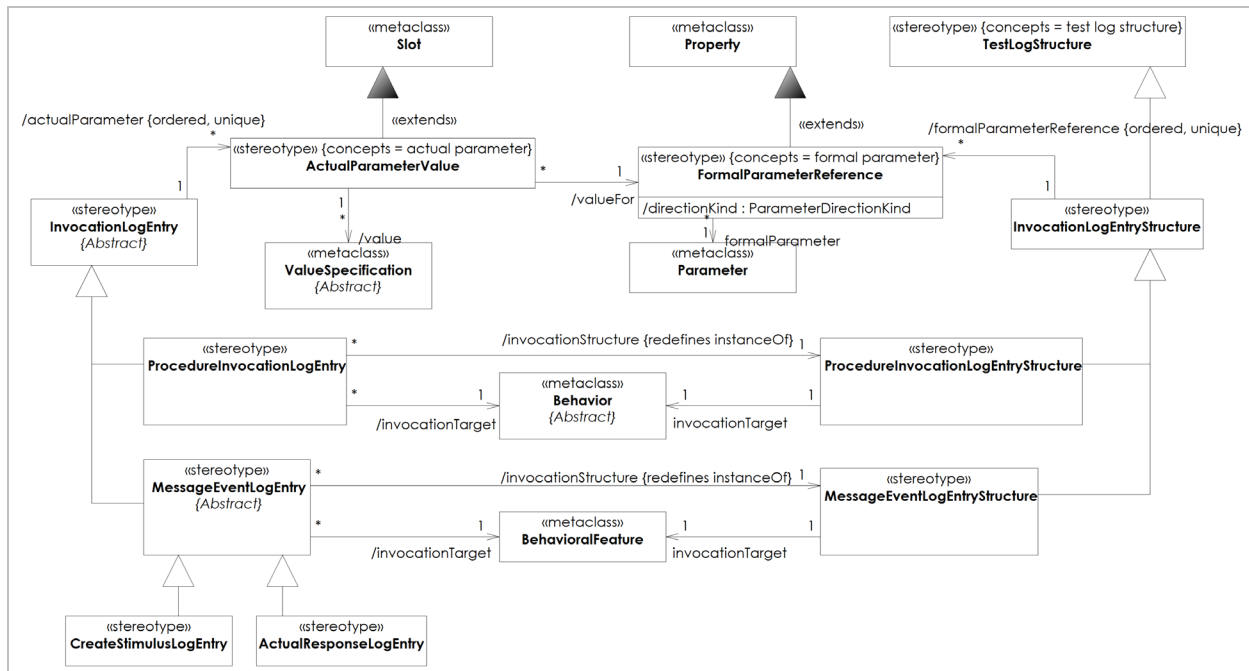 «metaclass»
Slot
«metaclass»
Property
«stereotype» {concepts = test log structure}
TestLogStructure
/actualParameter {ordered, unique}
*
«extends»
«extends»
/formalParameterReference {ordered, unique}
*
«stereotype» {concepts = actual parameter}
ActualParameterValue
*
1
/valueFor
«stereotype» {concepts = formal parameter}
FormalParameterReference
/directionKind : ParameterDirectionKind
1
1
«stereotype»
InvocationLogEntry
{Abstract}
1
*
/value
*
1
formalParameter
«stereotype»
InvocationLogEntryStructure
«metaclass»
ValueSpecification
{Abstract}
«metaclass»
Parameter
«stereotype»
ProcedureInvocationLogEntry
*
/invocationStructure {redefines instanceOf}
1
«stereotype»
ProcedureInvocationLogEntryStructure
*
1
/invocationTarget
«metaclass»
Behavior
{Abstract}
1
1
invocationTarget
«stereotype»
MessageEventLogEntry
{Abstract}
*
/invocationStructure {redefines instanceOf}
1
«stereotype»
MessageEventLogEntryStructure
*
1
/invocationTarget
«metaclass»
BehavioralFeature
1
1
invocationTarget
«stereotype»
CreateStimulusLogEntry
«stereotype»
ActualResponseLogEntry